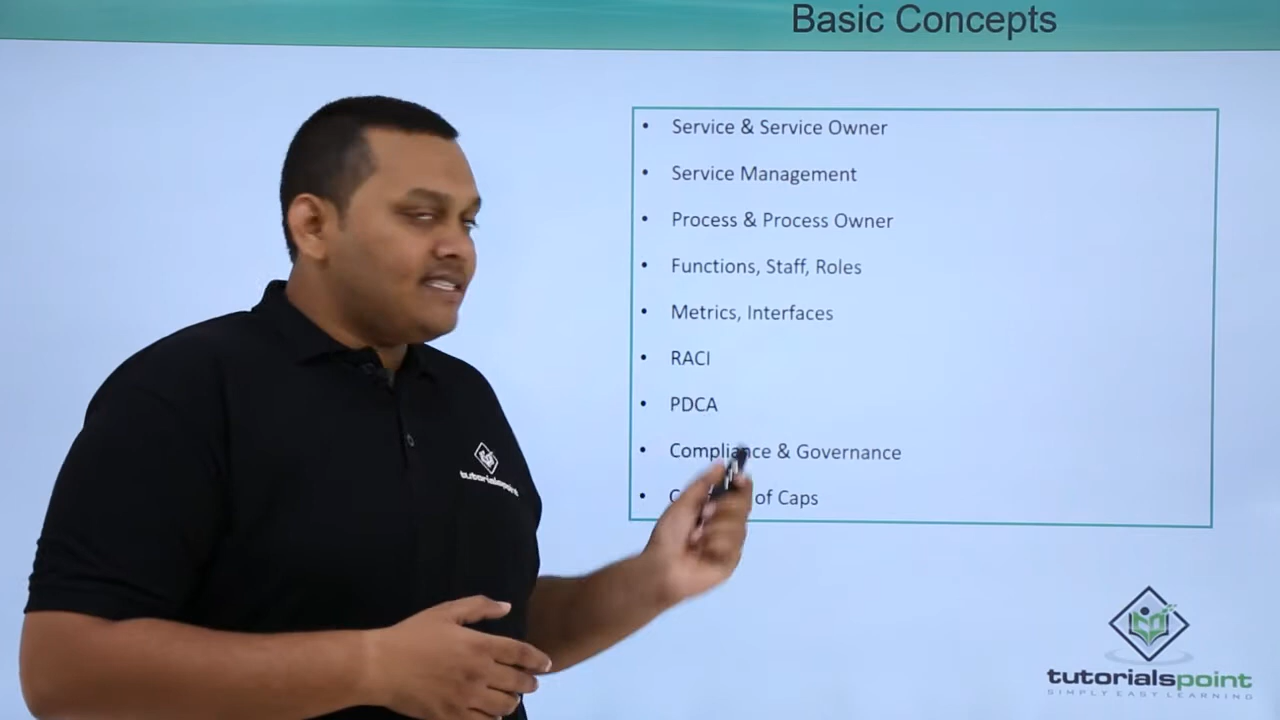 Basic Concepts
• Service & Service Owner
• Service Management
• Process & Process Owner
• Functions, Staff, Roles
• Metrics, Interfaces
• RACI
• PDCA
• Compliance & Governance
• of Caps
tutorialspoint
tutorialspoint
SIMPLY EASY LEARNING